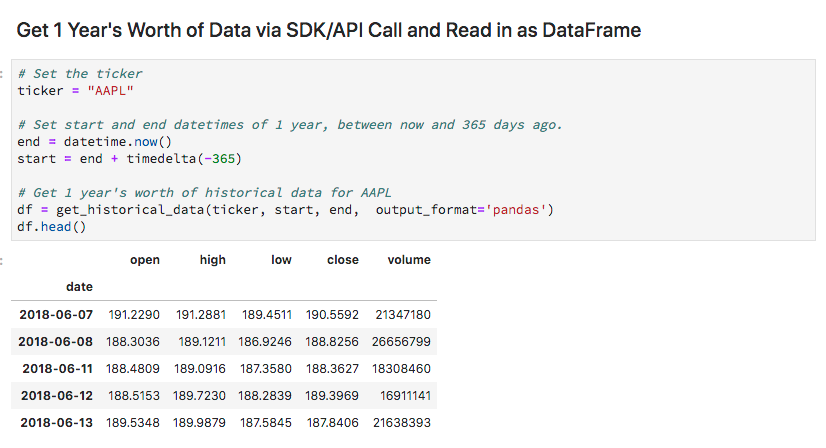 Get 1 Year's Worth of Data via SDK/API Call and Read in as DataFrame
# Set the ticker
ticker = "AAPL"
# Set start and end datetimes of 1 year, between now and 365 days ago.
end = datetime.now()
start = end + timedelta(-365)
# Get 1 year's worth of historical data for AAPL
df = get_historical_data(ticker, start, end,  output_format='pandas')
df.head()
open high low close volume
date
2018-06-07 191.2290 191.2881 189.4511 190.5592 21347180
2018-06-08 188.3036 189.1211 186.9246 188.8256 26656799
2018-06-11 188.4809 189.0916 187.3580 188.3627 18308460
2018-06-12 188.5153 189.7230 188.2839 189.3969 16911141
2018-06-13 189.5348 189.9879 187.5845 187.8406 21638393